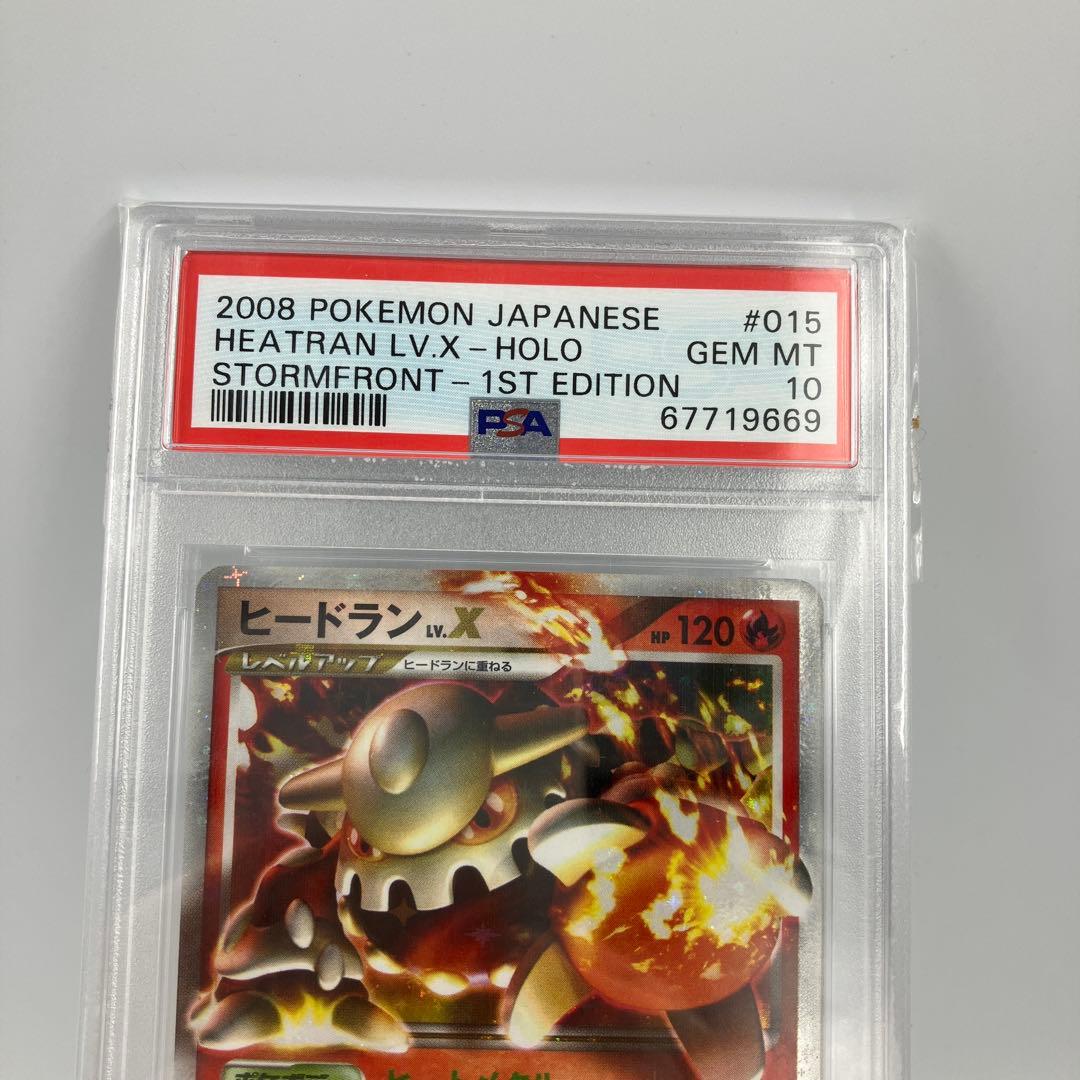 2008 POKEMON JAPANESE #015
HEATRAN LV.X - HOLO GEM MT
STORMFRONT - 1ST EDITION 10
PSA 67719669
ヒードラン LV.X HP 120
レベルアップ ヒードランに重ねる